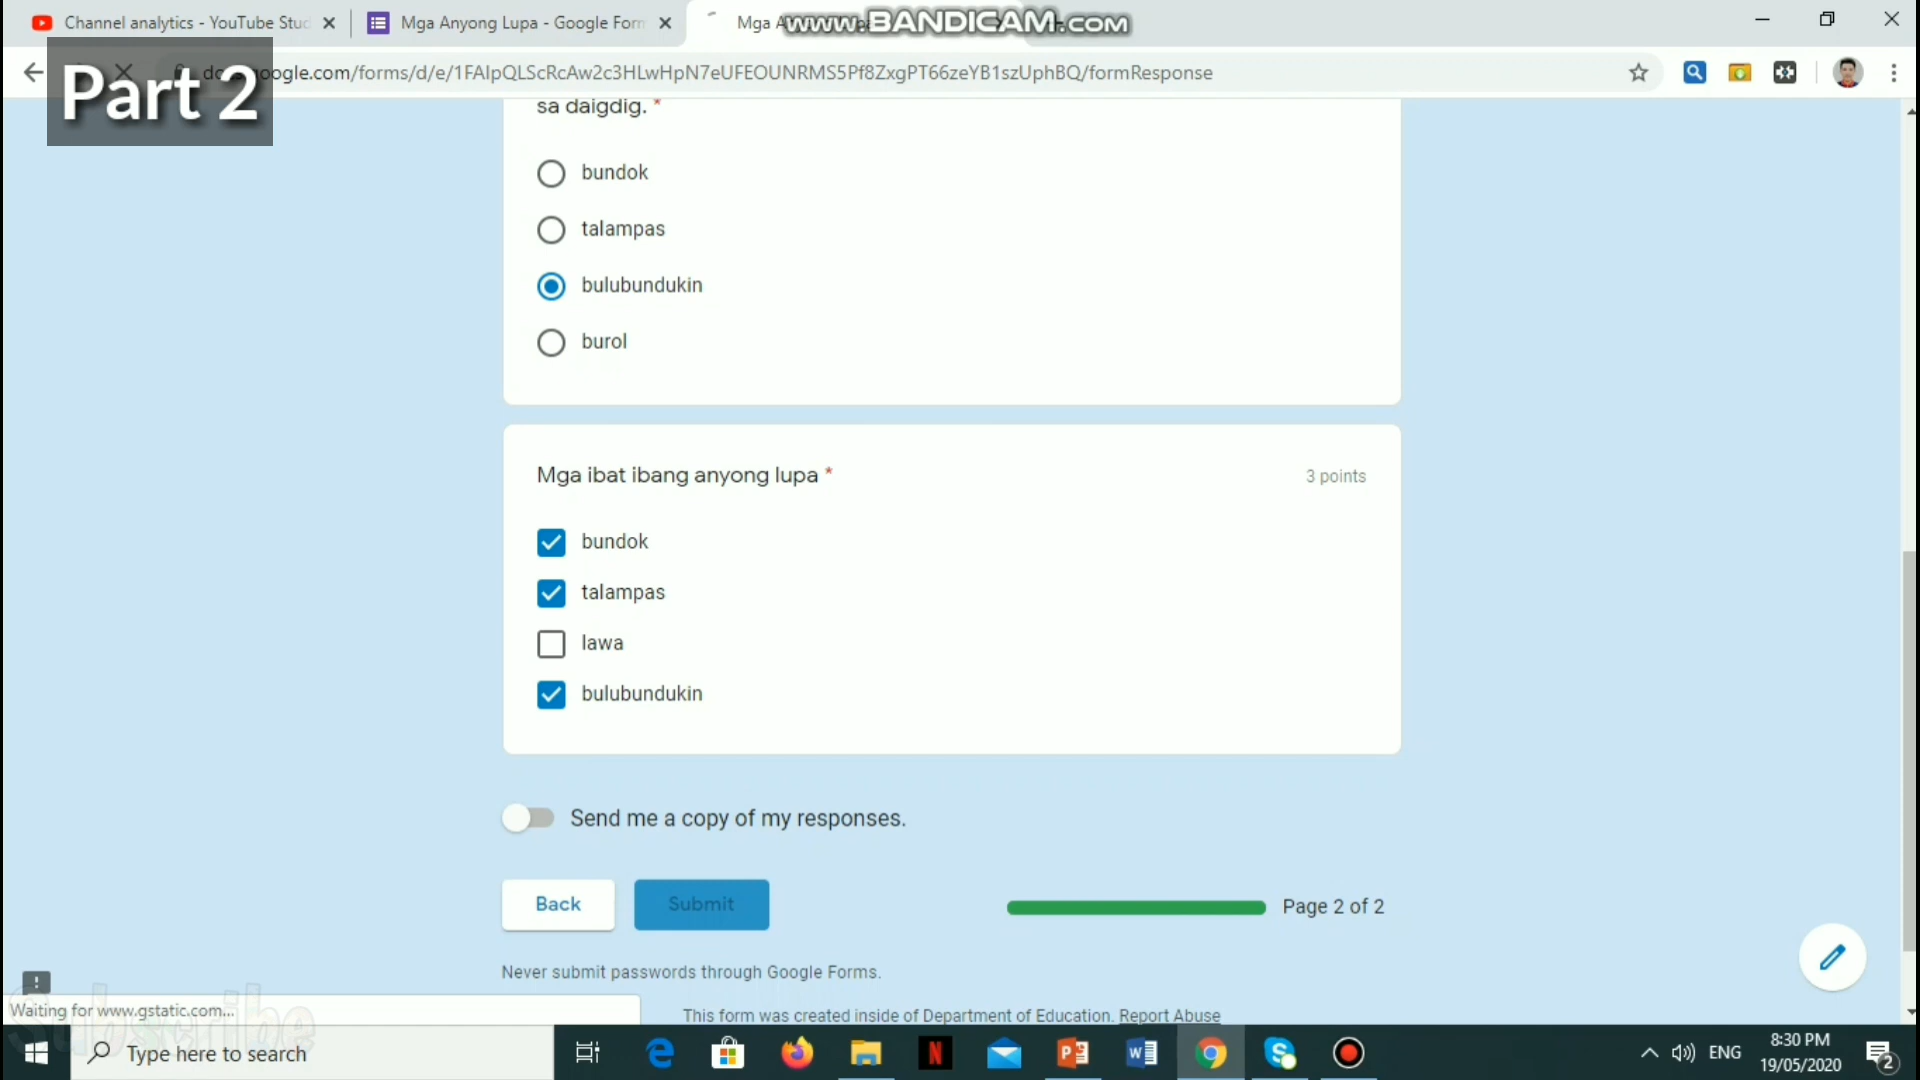 Channel analytics - YouTube Stud
Mga Anyong Lupa - Google Form
Mga A
www.BANDICAM.com
Part 2
google.com/forms/d/e/1FAIpQLScRcAw2c3HLwHpN7eUFEOUNRMS5Pf8ZxgPT66zeYB1szUphBQ/formResponse
sa daigdig. *
bundok
talampas
bulubundukin
burol
Mga ibat ibang anyong lupa *
3 points
bundok
talampas
lawa
bulubundukin
Send me a copy of my responses.
Back
Submit
Page 2 of 2
Never submit passwords through Google Forms.
Waiting for www.gstatic.com...
This form was created inside of Department of Education. Report Abuse
Subscribe
Type here to search
ENG
8:30 PM
19/05/2020
2